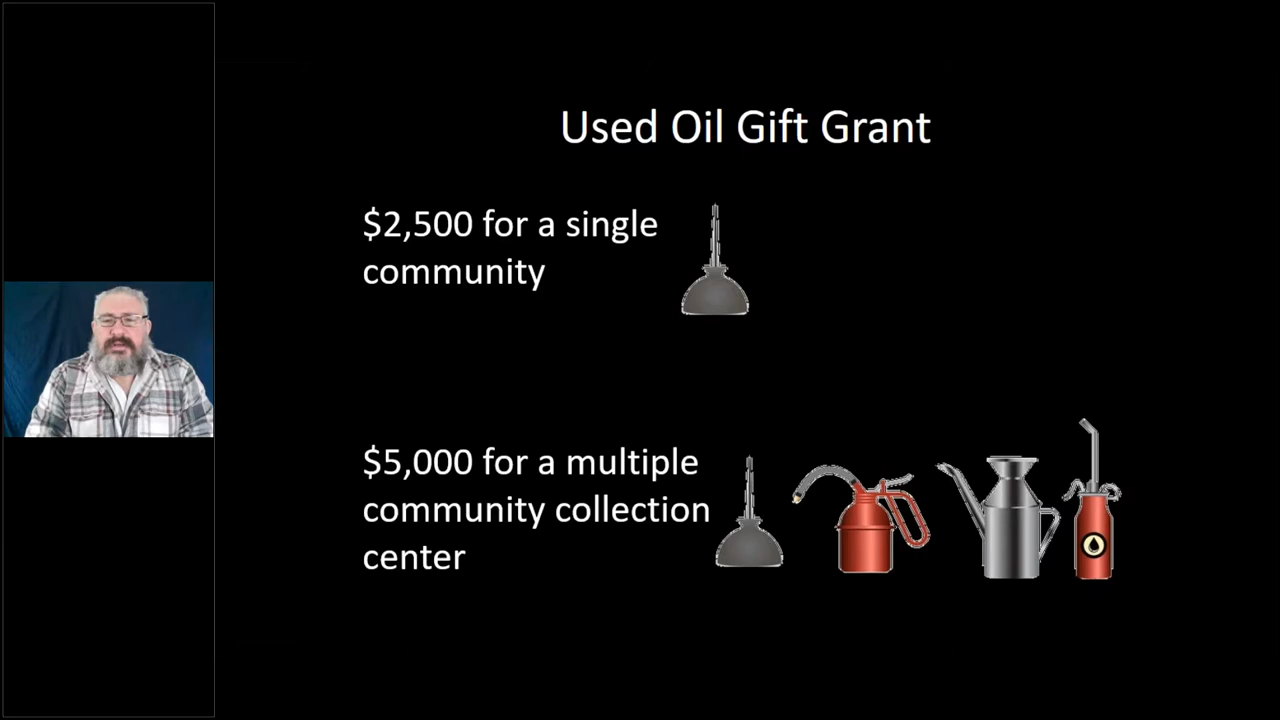 Used Oil Gift Grant
$2,500 for a single
community
$5,000 for a multiple
community collection
center